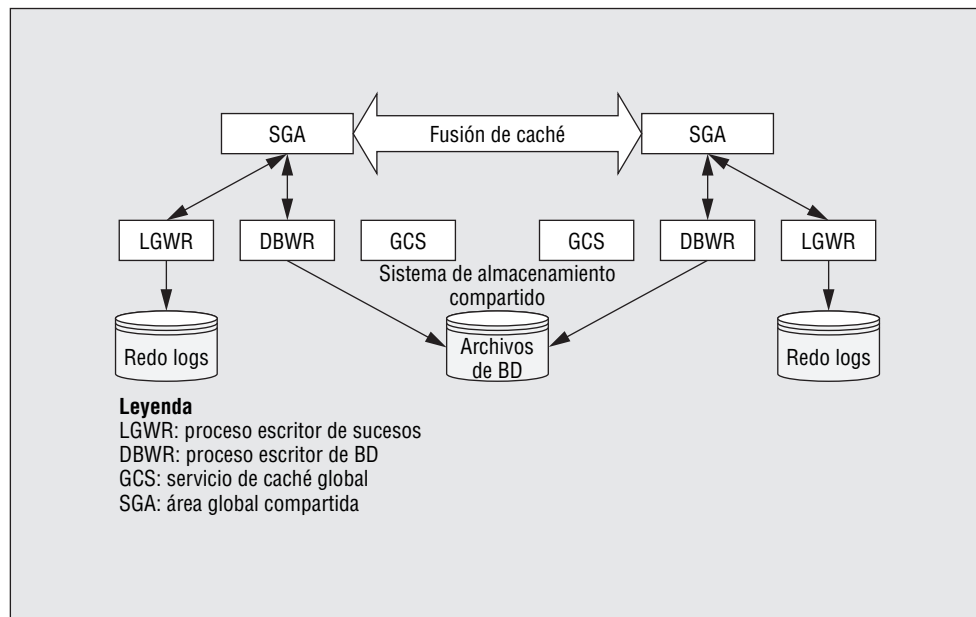 SGA
Fusión de caché
SGA
LGWR
DBWR
GCS
GCS
DBWR
LGWR
Sistema de almacenamiento
compartido
Redo logs
Archivos
de BD
Redo logs
Leyenda
LGWR: proceso escritor de sucesos
DBWR: proceso escritor de BD
GCS: servicio de caché global
SGA: área global compartida